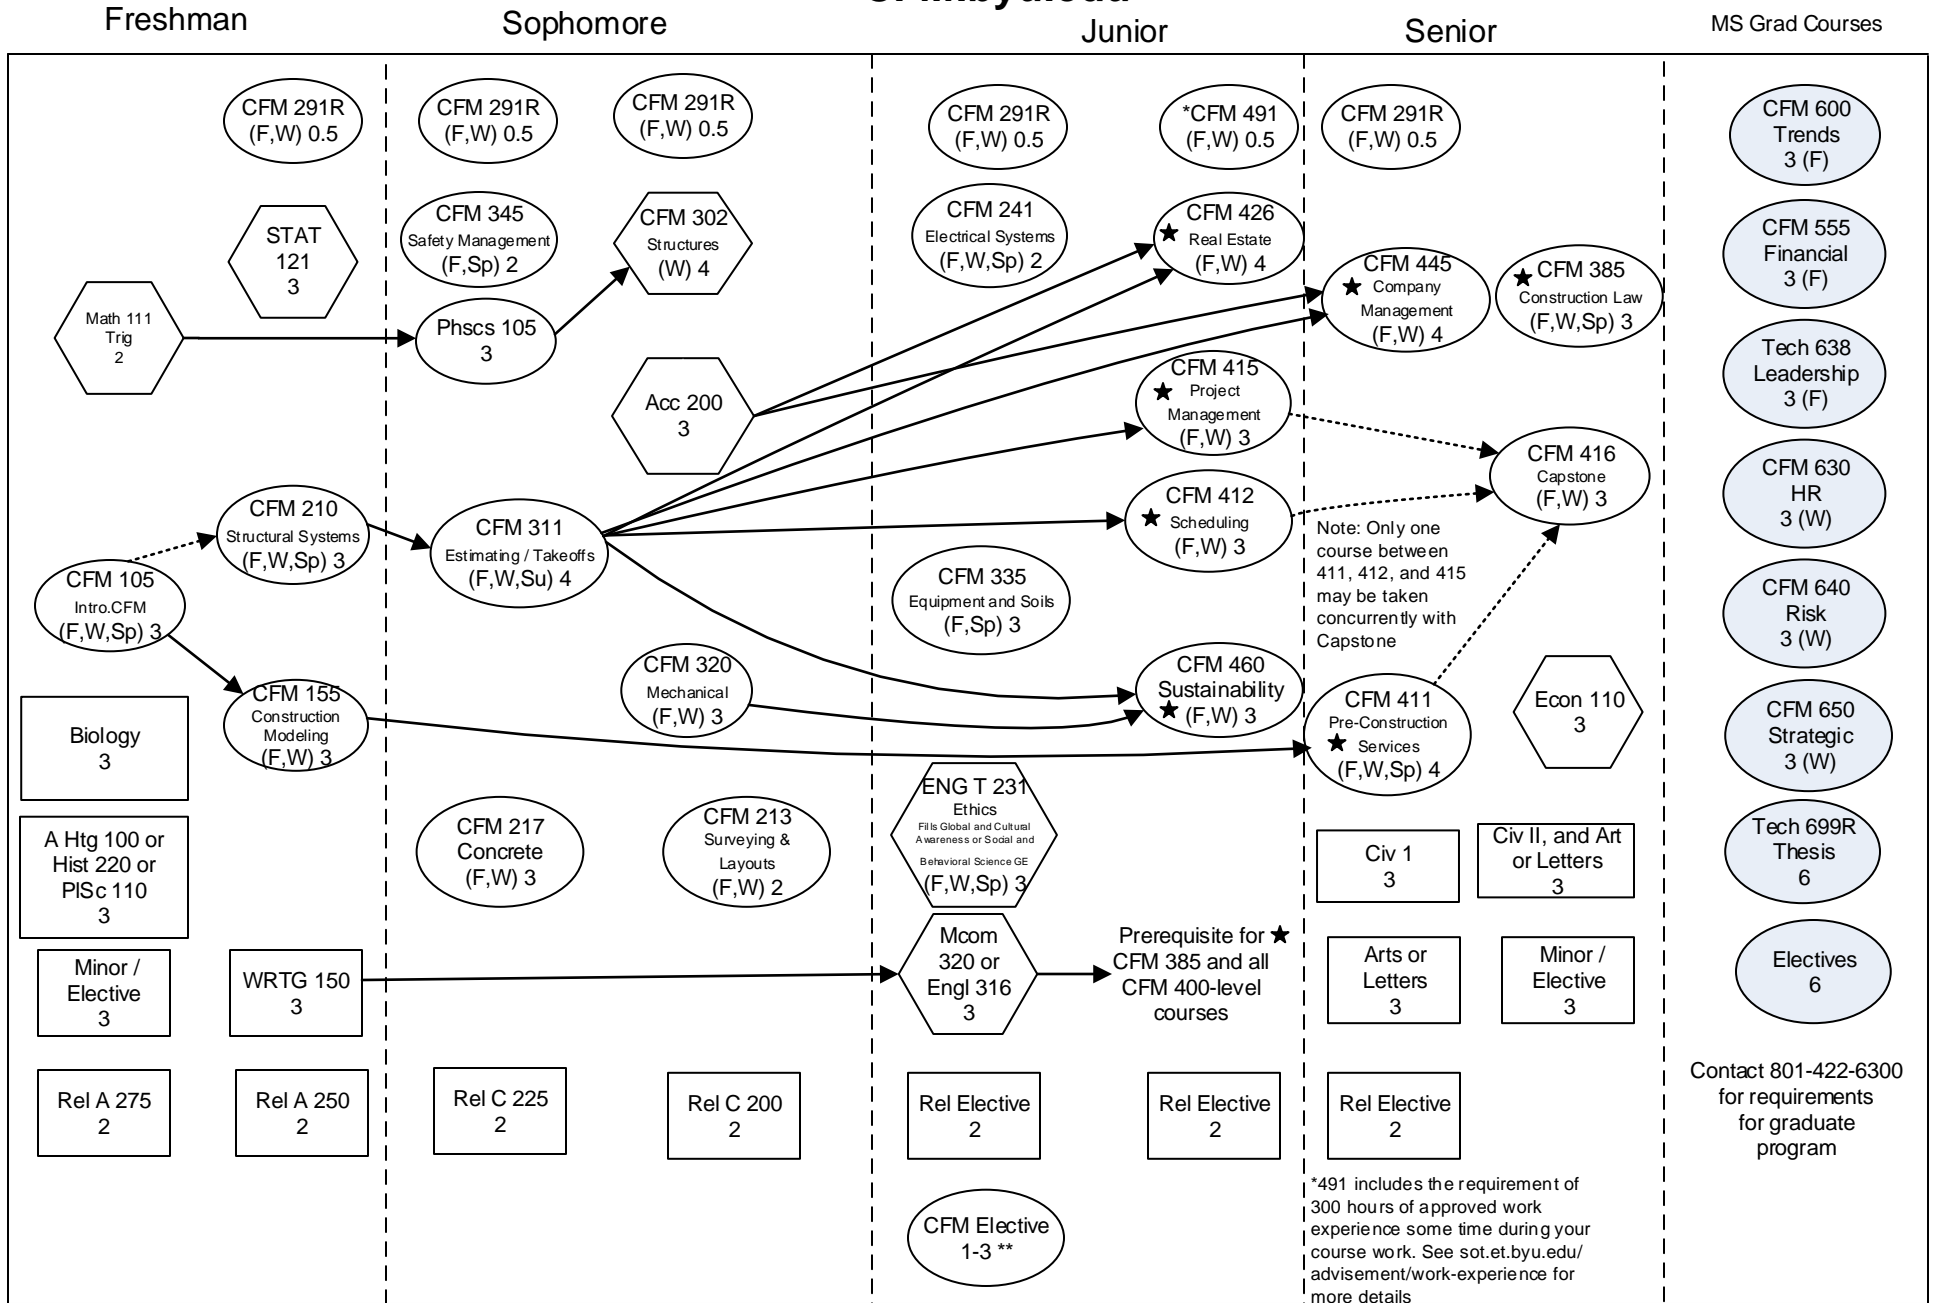 Freshman
Sophomore
Junior
Senior
MS Grad Courses
CFM 291R
(F,W) 0.5
CFM 291R
(F,W) 0.5
CFM 291R
(F,W) 0.5
CFM 291R
(F,W) 0.5
*CFM 491
(F,W) 0.5
CFM 291R
(F,W) 0.5
CFM 600
Trends
3 (F)
STAT
121
3
CFM 345
Safety Management
(F,Sp) 2
CFM 302
Structures
(W) 4
CFM 241
Electrical Systems
(F,W,Sp) 2
CFM 426
★ Real Estate
(F,W) 4
CFM 445
★ Company
Management
(F,W) 4
★ CFM 385
Construction Law
(F,W,Sp) 3
CFM 555
Financial
3 (F)
Math 111
Trig
2
Phscs 105
3
Acc 200
3
CFM 415
★ Project
Management
(F,W) 3
Tech 638
Leadership
3 (F)
CFM 210
Structural Systems
(F,W,Sp) 3
CFM 311
Estimating / Takeoffs
(F,W,Su) 4
CFM 412
★ Scheduling
(F,W) 3
CFM 416
Capstone
(F,W) 3
CFM 630
HR
3 (W)
Note: Only one
course between
411, 412, and 415
may be taken
concurrently with
Capstone
CFM 105
Intro.CFM
(F,W,Sp) 3
CFM 335
Equipment and Soils
(F,Sp) 3
CFM 640
Risk
3 (W)
CFM 155
Construction
Modeling
(F,W) 3
CFM 320
Mechanical
(F,W) 3
CFM 460
Sustainability
★ (F,W) 3
CFM 411
Pre-Construction
★ Services
(F,W,Sp) 4
Econ 110
3
CFM 650
Strategic
3 (W)
Biology
3
A Htg 100 or
Hist 220 or
PlSc 110
3
CFM 217
Concrete
(F,W) 3
CFM 213
Surveying &
Layouts
(F,W) 2
ENG T 231
Ethics
Fills Global and Cultural
Awareness or Social and
Behavioral Science GE
(F,W,Sp) 3
Civ 1
3
Civ II, and Art
or Letters
3
Tech 699R
Thesis
6
Minor /
Elective
3
WRTG 150
3
Mcom
320 or
Engl 316
3
Prerequisite for ★
CFM 385 and all
CFM 400-level
courses
Arts or
Letters
3
Minor /
Elective
3
Electives
6
Rel A 275
2
Rel A 250
2
Rel C 225
2
Rel C 200
2
Rel Elective
2
Rel Elective
2
Rel Elective
2
Contact 801-422-6300
for requirements
for graduate
program
CFM Elective
1-3 **
*491 includes the requirement of
300 hours of approved work
experience some time during your
course work. See sot.et.byu.edu/
advisement/work-experience for
more details